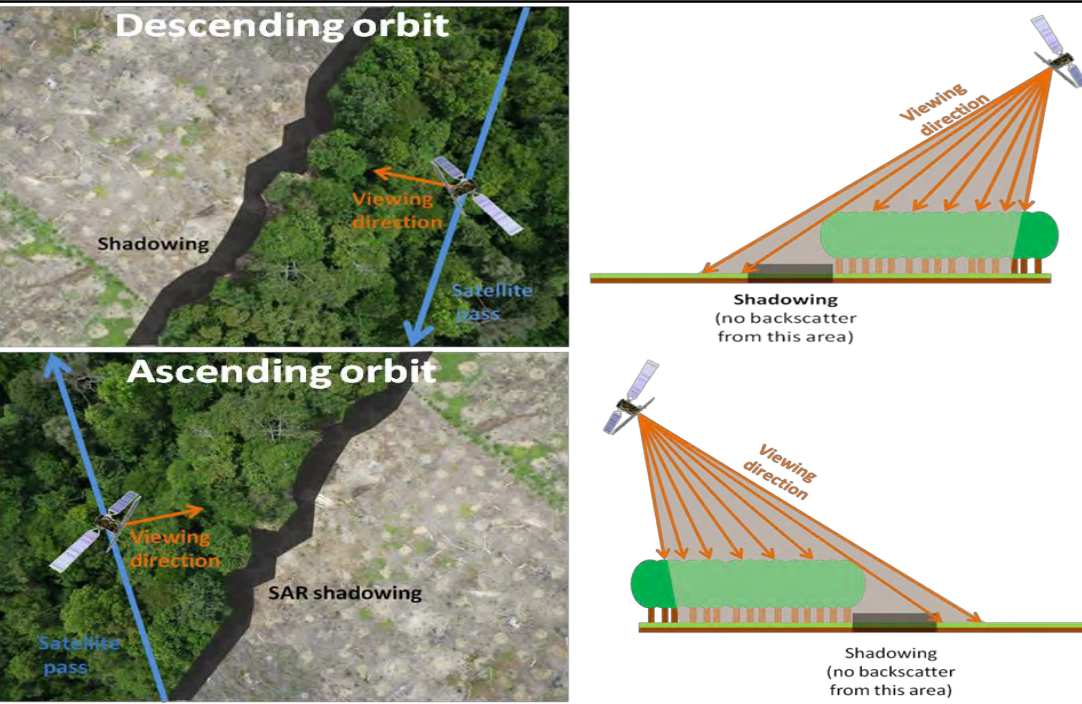 Descending orbit
Viewing
direction
Shadowing
Satellite
pass
Viewing
direction
Shadowing
(no backscatter
from this area)
Ascending orbit
Viewing
direction
SAR shadowing
Satellite
pass
Viewing
direction
Shadowing
(no backscatter
from this area)